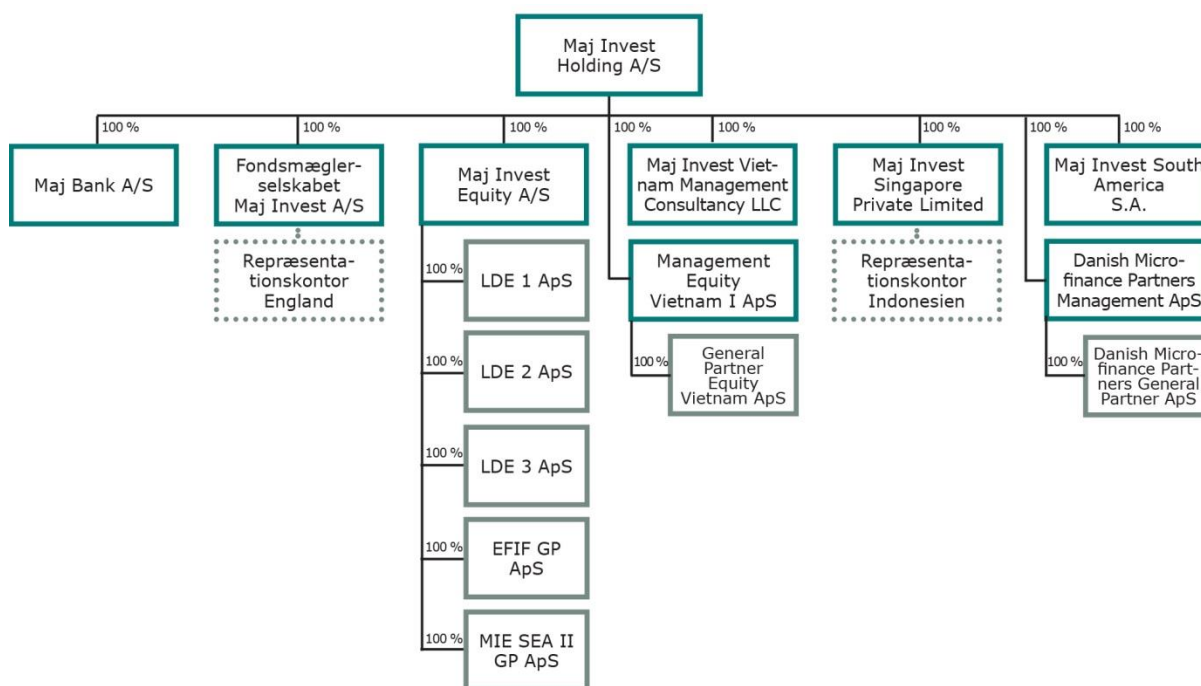 Maj Invest
Holding A/S
100 %
100 %
100 %
100 %
100 %
100 %
100 %
100 %
Maj Bank A/S
Fondsmægler-
selskabet
Maj Invest A/S
Maj Invest
Equity A/S
Maj Invest Viet-
nam Management
Consultancy LLC
Maj Invest
Singapore
Private Limited
Maj Invest South
America
S.A.
Repræsenta-
tionskontor
England
100 %
LDE 1 ApS
Management
Equity
Vietnam I ApS
Repræsenta-
tionskontor
Indonesien
Danish Micro-
finance Partners
Management ApS
100 %
LDE 2 ApS
100 %
General
Partner
Equity
Vietnam ApS
100 %
Danish Micro-
finance Part-
ners General
Partner ApS
100 %
LDE 3 ApS
100 %
EFIF GP
ApS
100 %
MIE SEA II
GP ApS